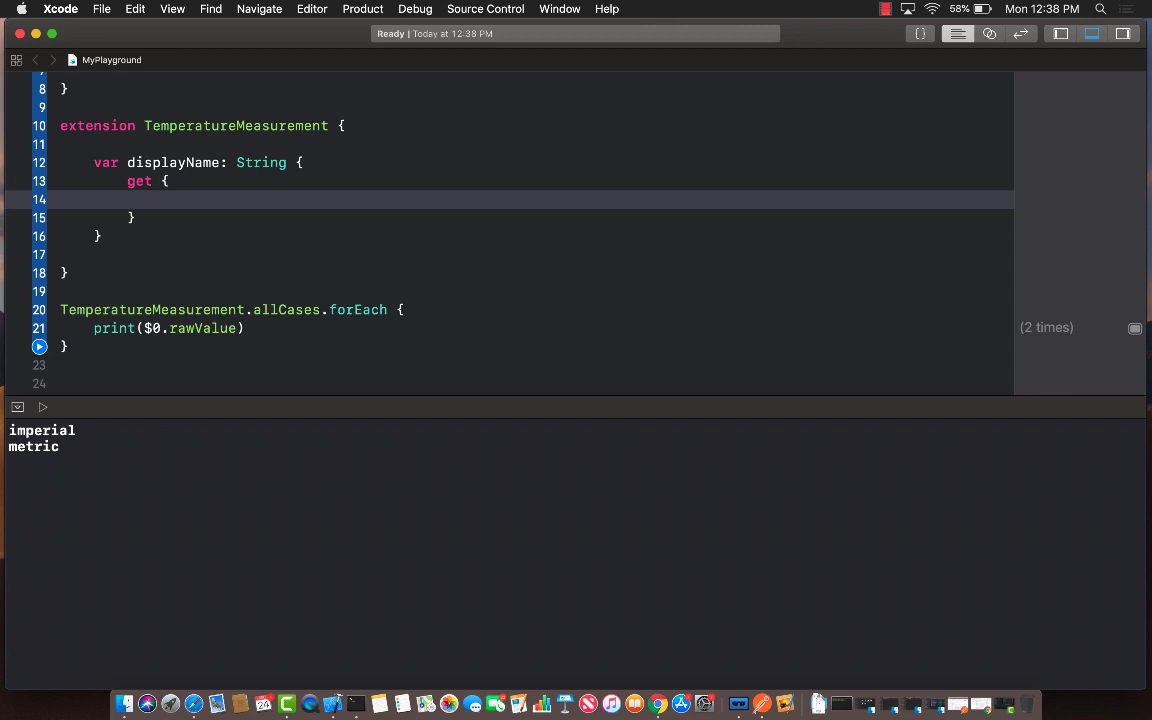 Xcode File Edit View Find Navigate Editor Product Debug Source Control Window Help 58% Mon 12:38 PM
Ready | Today at 12:38 PM {}
MyPlayground
8 }
9
10 extension TemperatureMeasurement {
11
12 var displayName: String {
13 get {
14
15 }
16 }
17
18 }
19
20 TemperatureMeasurement.allCases.forEach {
21 print($0.rawValue) (2 times)
}
23
24
imperial
metric
24